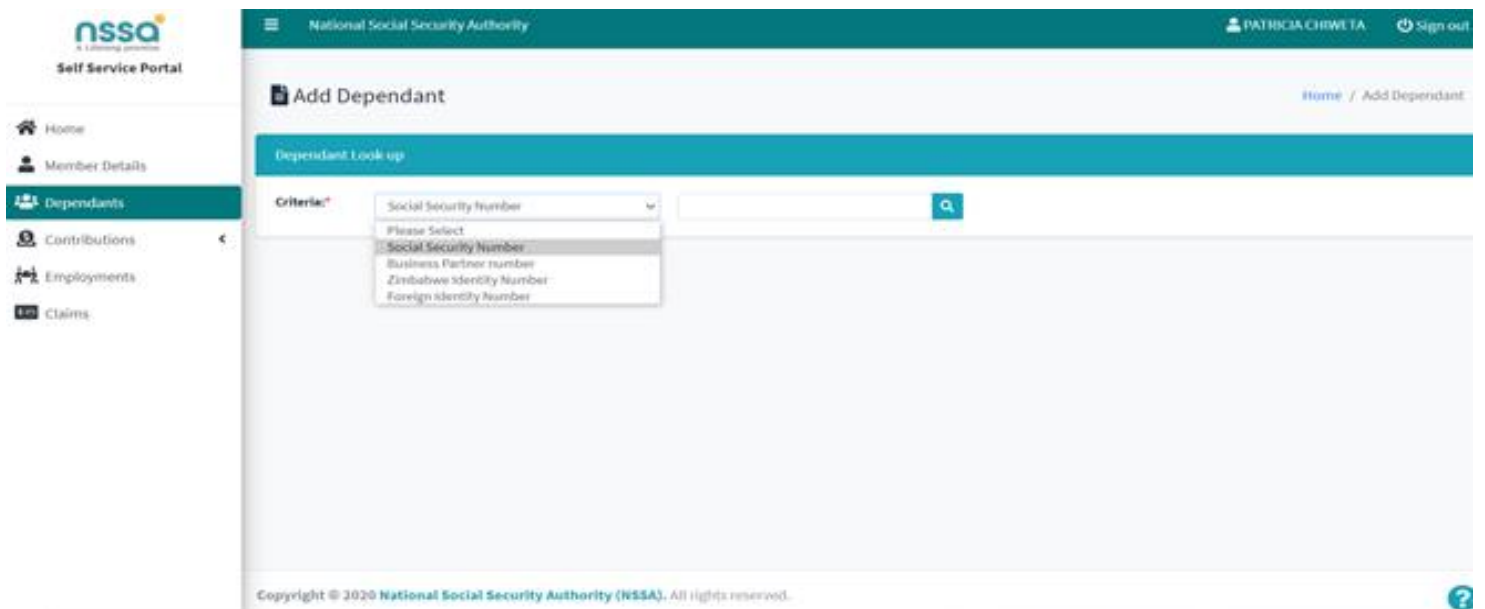 nssa
Self Service Portal
Home
Member Details
Dependants
Contributions
Employments
Claims
National Social Security Authority
PATRICIA CHIWETA
Sign out
Add Dependant
Home / Add Dependant
Dependant Look up
Criteria:*
Social Security Number
Please Select
Social Security Number
Business Partner number
Zimbabwe Identity Number
Foreign Identity Number
Copyright © 2020 National Social Security Authority (NSSA). All rights reserved.
?